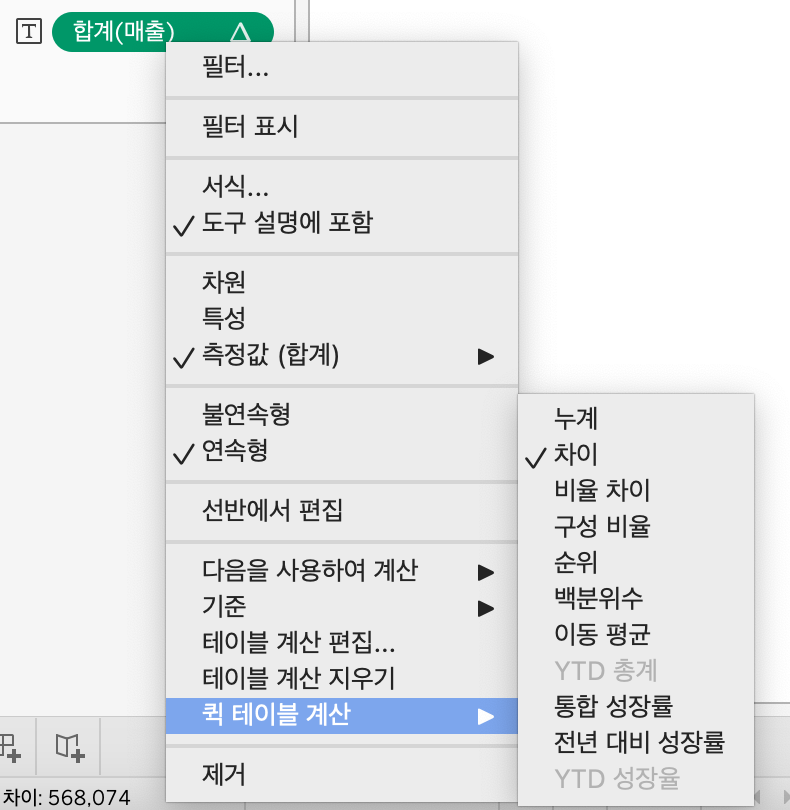 T 합계(매출)
필터...
필터 표시
서식...
도구 설명에 포함
차원
특성
측정값 (합계)
불연속형
연속형
선반에서 편집
다음을 사용하여 계산
기준
테이블 계산 편집...
테이블 계산 지우기
퀵 테이블 계산
제거
누계
차이
비율 차이
구성 비율
순위
백분위수
이동 평균
YTD 총계
통합 성장률
전년 대비 성장률
YTD 성장율
차이: 568,074